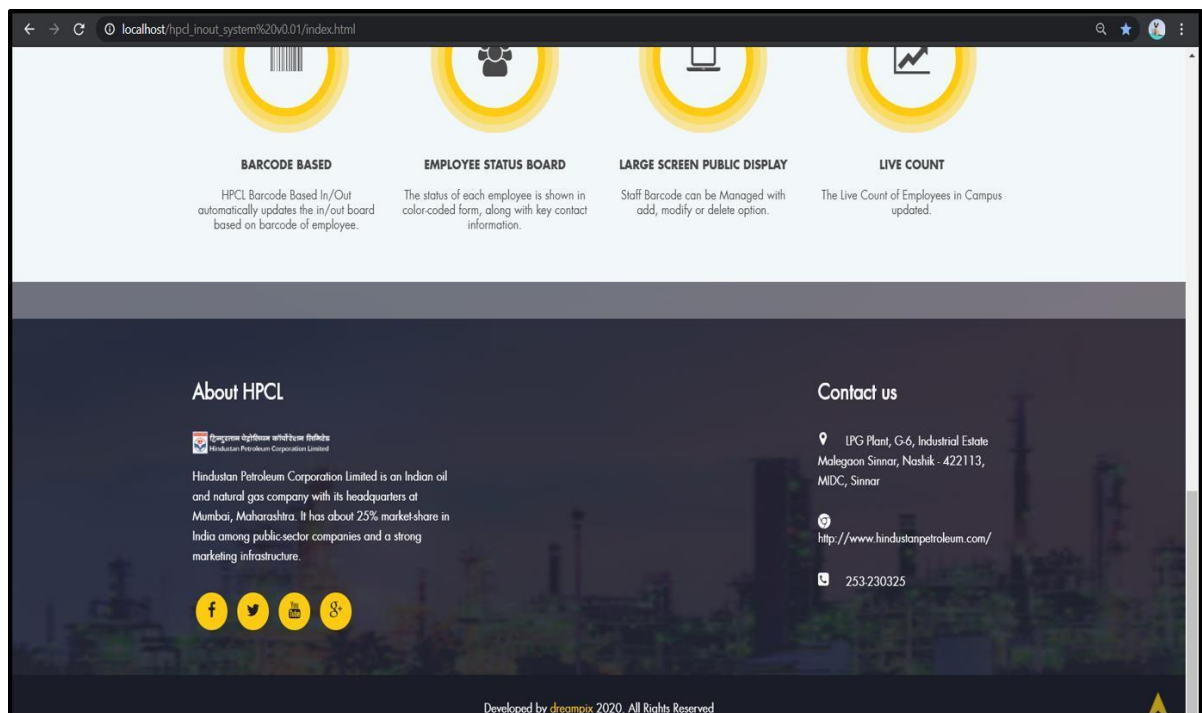 localhost/hpcl_inout_system%20v0.01/index.html
BARCODE BASED
HPCL Barcode Based In/Out
automatically updates the in/out board
based on barcode of employee.
EMPLOYEE STATUS BOARD
The status of each employee is shown in
color-coded form, along with key contact
information.
LARGE SCREEN PUBLIC DISPLAY
Staff Barcode can be Managed with
add, modify or delete option.
LIVE COUNT
The Live Count of Employees in Campus
updated.
About HPCL
हिन्दुस्तान पेट्रोलियम कॉर्पोरेशन लिमिटेड
Hindustan Petroleum Corporation Limited
Hindustan Petroleum Corporation Limited is an Indian oil
and natural gas company with its headquarters at
Mumbai, Maharashtra. It has about 25% market-share in
India among public-sector companies and a strong
marketing infrastructure.
Contact us
LPG Plant, G-6, Industrial Estate
Malegaon Sinnar, Nashik - 422113,
MIDC, Sinnar
http://www.hindustanpetroleum.com/
253-230325
Developed by dreampix 2020. All Rights Reserved